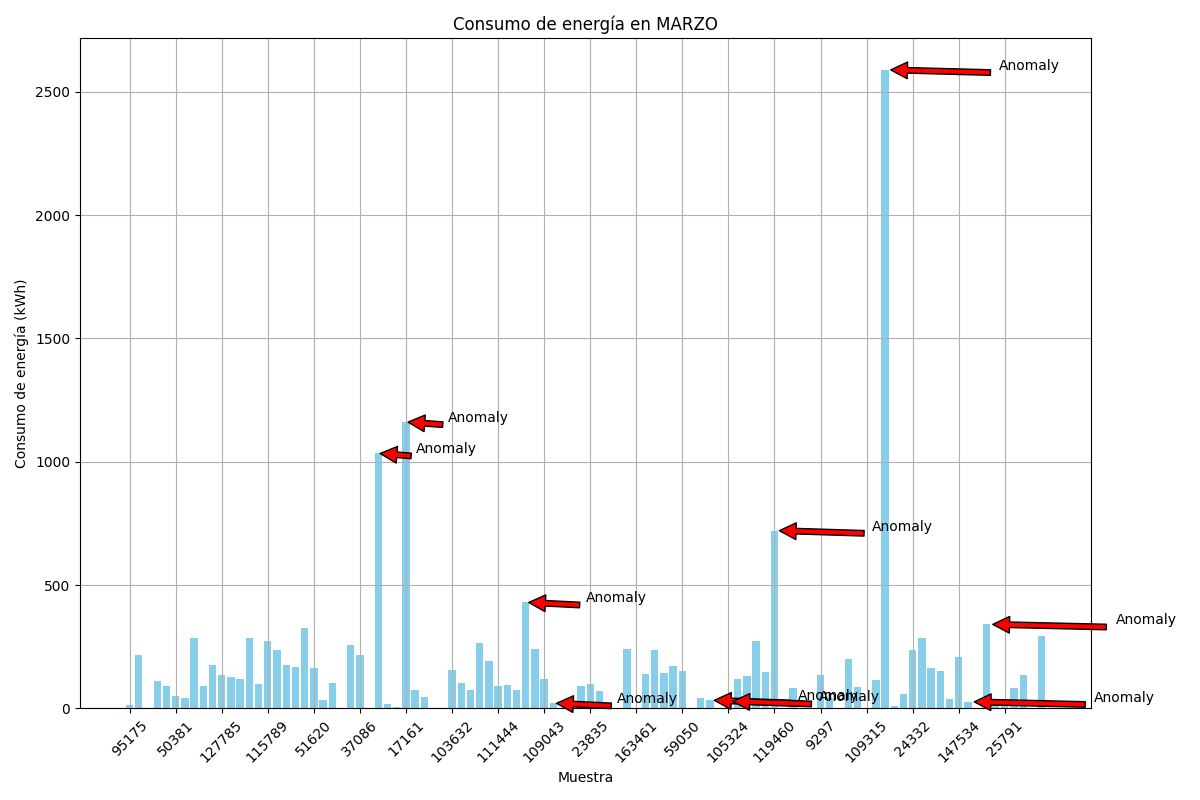 Consumo de energía en MARZO
Consumo de energía (kWh)
2500
2000
1500
1000
500
0
Anomaly
Anomaly
Anomaly
Anomaly
Anomaly
Anomaly
Anomaly
Anomaly
Anomaly
Anomaly
95175
50381
127785
115789
51620
37086
17161
103632
111444
109043
23835
163461
59050
105324
119460
9297
109315
24332
147534
25791
Muestra